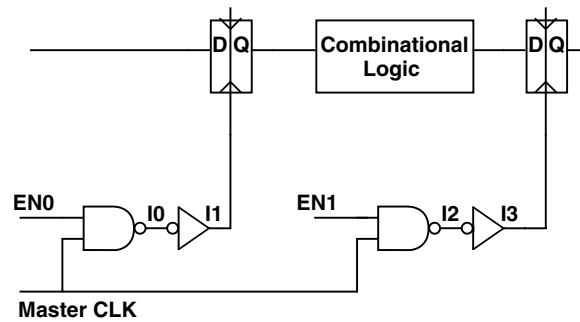 D Q
Combinational
Logic
D Q
EN0
I0
I1
EN1
I2
I3
Master CLK